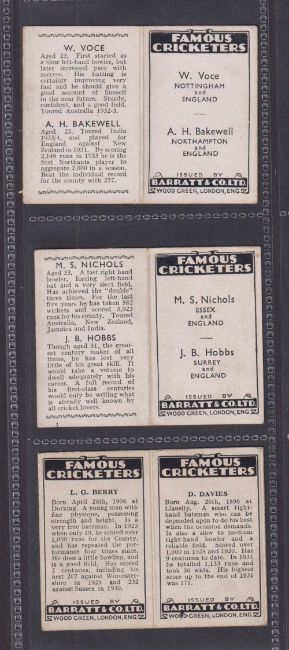 W. VOCE
Aged 25. First started as
a slow left-hand bowler, but
later increased pace with
success. His batting is
certainly improving very
fast and he should give a
good account of himself
in the near future. Sturdy,
confident, and a good field.
Toured Australia 1932-3.
A. H. BAKEWELL
Aged 25. Toured India
1933/4, and played for
England against New
Zealand in 1931. By scoring
2,149 runs in 1933 he is the
first Northants player to
aggregate 2,000 in a season.
Beat the individual record
for the county with 257.
FAMOUS
CRICKETERS
W. Voce
NOTTINGHAM
and
ENGLAND
A. H. Bakewell
NORTHAMPTON
and
ENGLAND
ISSUED BY
BARRATT & CO. LTD.
WOOD GREEN, LONDON, ENG.
M. S. NICHOLS
Aged 33. A fast right hand
bowler, forcing left-hand
bat and a very alert field.
Has achieved the "double"
three times. For the last
five years he has taken 582
wickets and scored 5,923
runs for his county. Toured
Australia, New Zealand,
Jamaica and India.
J. B. HOBBS
Though aged 51, the great-
est cricket maker of all
times, he has lost very
little of his great skill. It
would take a volume to
dwell adequately with his
career. A full record of
his first-class centuries
would only be writing what
is already well known by
all cricket lovers.
FAMOUS
CRICKETERS
M. S. Nichols
ESSEX
and
ENGLAND
J. B. Hobbs
SURREY
and
ENGLAND
ISSUED BY
BARRATT & CO. LTD.
WOOD GREEN, LONDON, ENG.
FAMOUS
CRICKETERS
L. G. BERRY
Born April 28th, 1906 at
Dorking. A young man with
fine physique, possessing
strength and height. Is a
very free batsman. In 1925
when only 19, he scored over
1,000 runs for the County,
and has repeated the per-
formance four times since.
Also does a little bowling, and
is a good field. Has scored
7 centuries, including his
first 207 against Worcester-
shire in 1928 and 232
against Sussex in 1930.
ISSUED BY
BARRATT & CO. LTD.
WOOD GREEN, LONDON, ENG.
FAMOUS
CRICKETERS
D. DAVIES
Born Aug. 26th, 1896 at
Llanelly. A smart right-
hand batsman who can be
depended upon to do his best
when the occasion demands.
Is also a slow to medium
right-hand bowler and a
reliable field. Scored over
1,000 in 1928 and 1930. Has
9 centuries to date. In 1931
he totalled 1,133 runs and
took 36 wkts. His highest
score up to the end of 1931
was 171.
ISSUED BY
BARRATT & CO. LTD.
WOOD GREEN, LONDON, ENG.